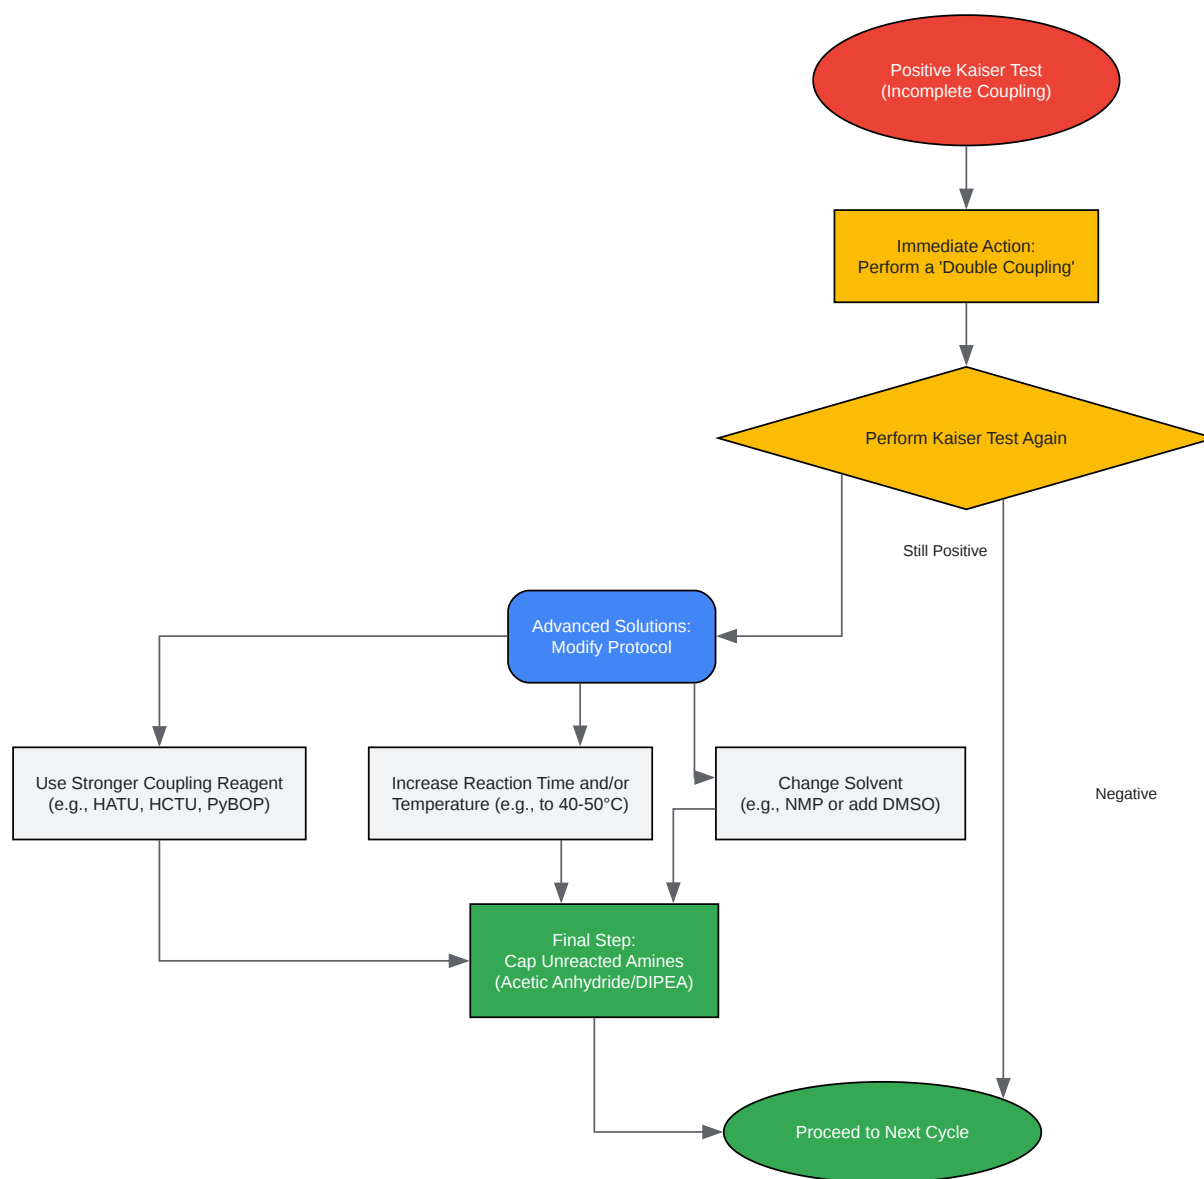 Positive Kaiser Test
(Incomplete Coupling)
Immediate Action:
Perform a 'Double Coupling'
Perform Kaiser Test Again
Still Positive
Advanced Solutions:
Modify Protocol
Use Stronger Coupling Reagent
(e.g., HATU, HCTU, PyBOP)
Increase Reaction Time and/or
Temperature (e.g., to 40-50°C)
Change Solvent
(e.g., NMP or add DMSO)
Negative
Final Step:
Cap Unreacted Amines
(Acetic Anhydride/DIPEA)
Proceed to Next Cycle